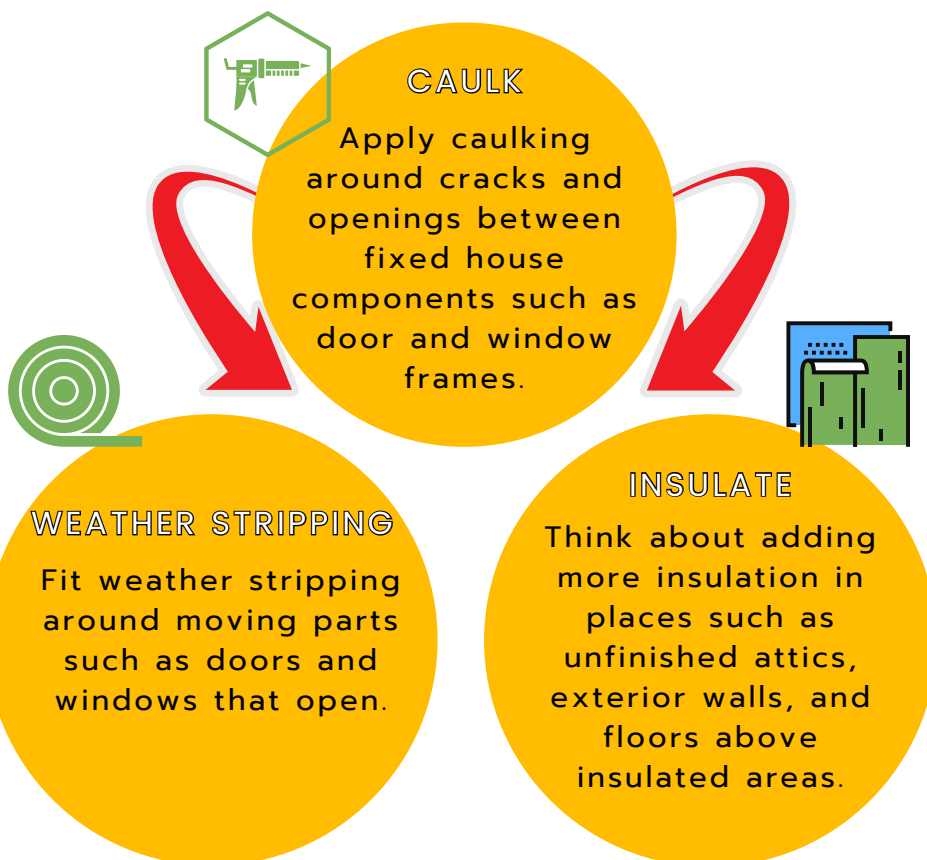 CAULK
Apply caulking
around cracks and
openings between
fixed house
components such as
door and window
frames.
WEATHER STRIPPING
Fit weather stripping
around moving parts
such as doors and
windows that open.
INSULATE
Think about adding
more insulation in
places such as
unfinished attics,
exterior walls, and
floors above
insulated areas.